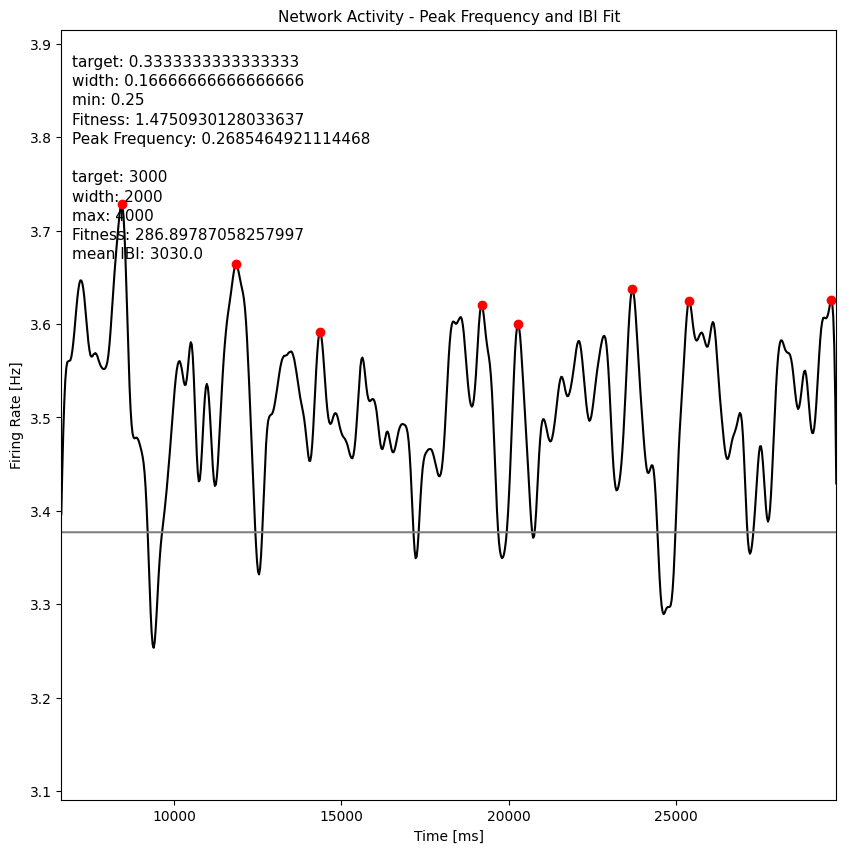 Network Activity - Peak Frequency and IBI Fit
target: 0.3333333333333333
width: 0.16666666666666666
min: 0.25
Fitness: 1.4750930128033637
Peak Frequency: 0.2685464921114468
target: 3000
width: 2000
max: 4000
Fitness: 286.89787058257997
mean IBI: 3030.0
Firing Rate [Hz]
3.9
3.8
3.7
3.6
3.5
3.4
3.3
3.2
3.1
10000 15000 20000 25000
Time [ms]